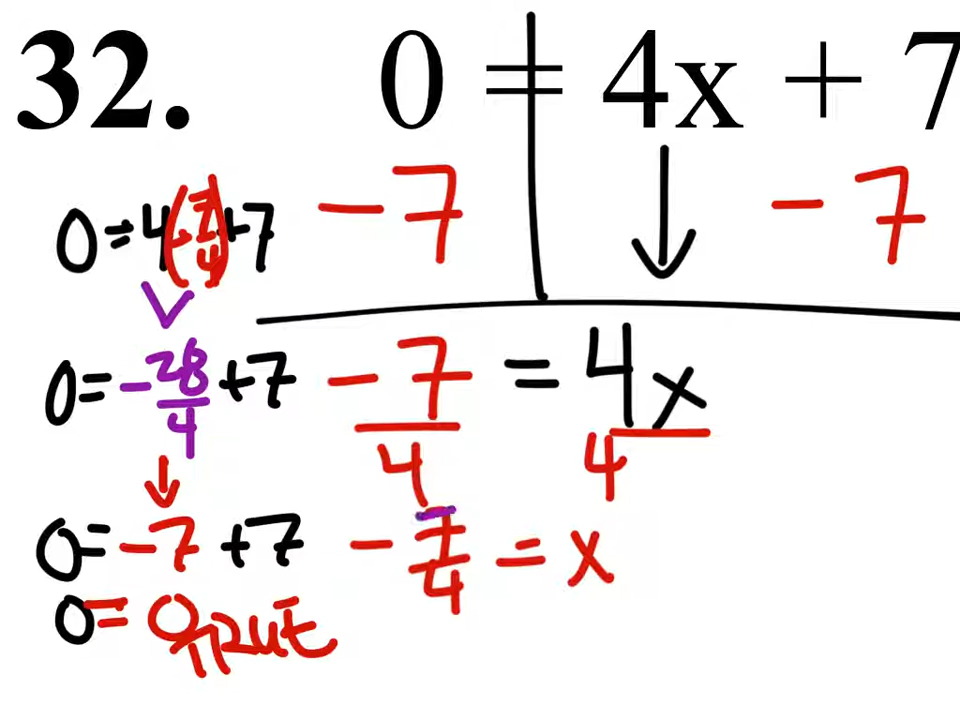 32. 0 = 4x + 7
-7 -7
-7 = 4x
4 4
-7/4 = x
0 = 4(-7/4) + 7
0 = -28/4 + 7
0 = -7 + 7
0 = 0 TRUE